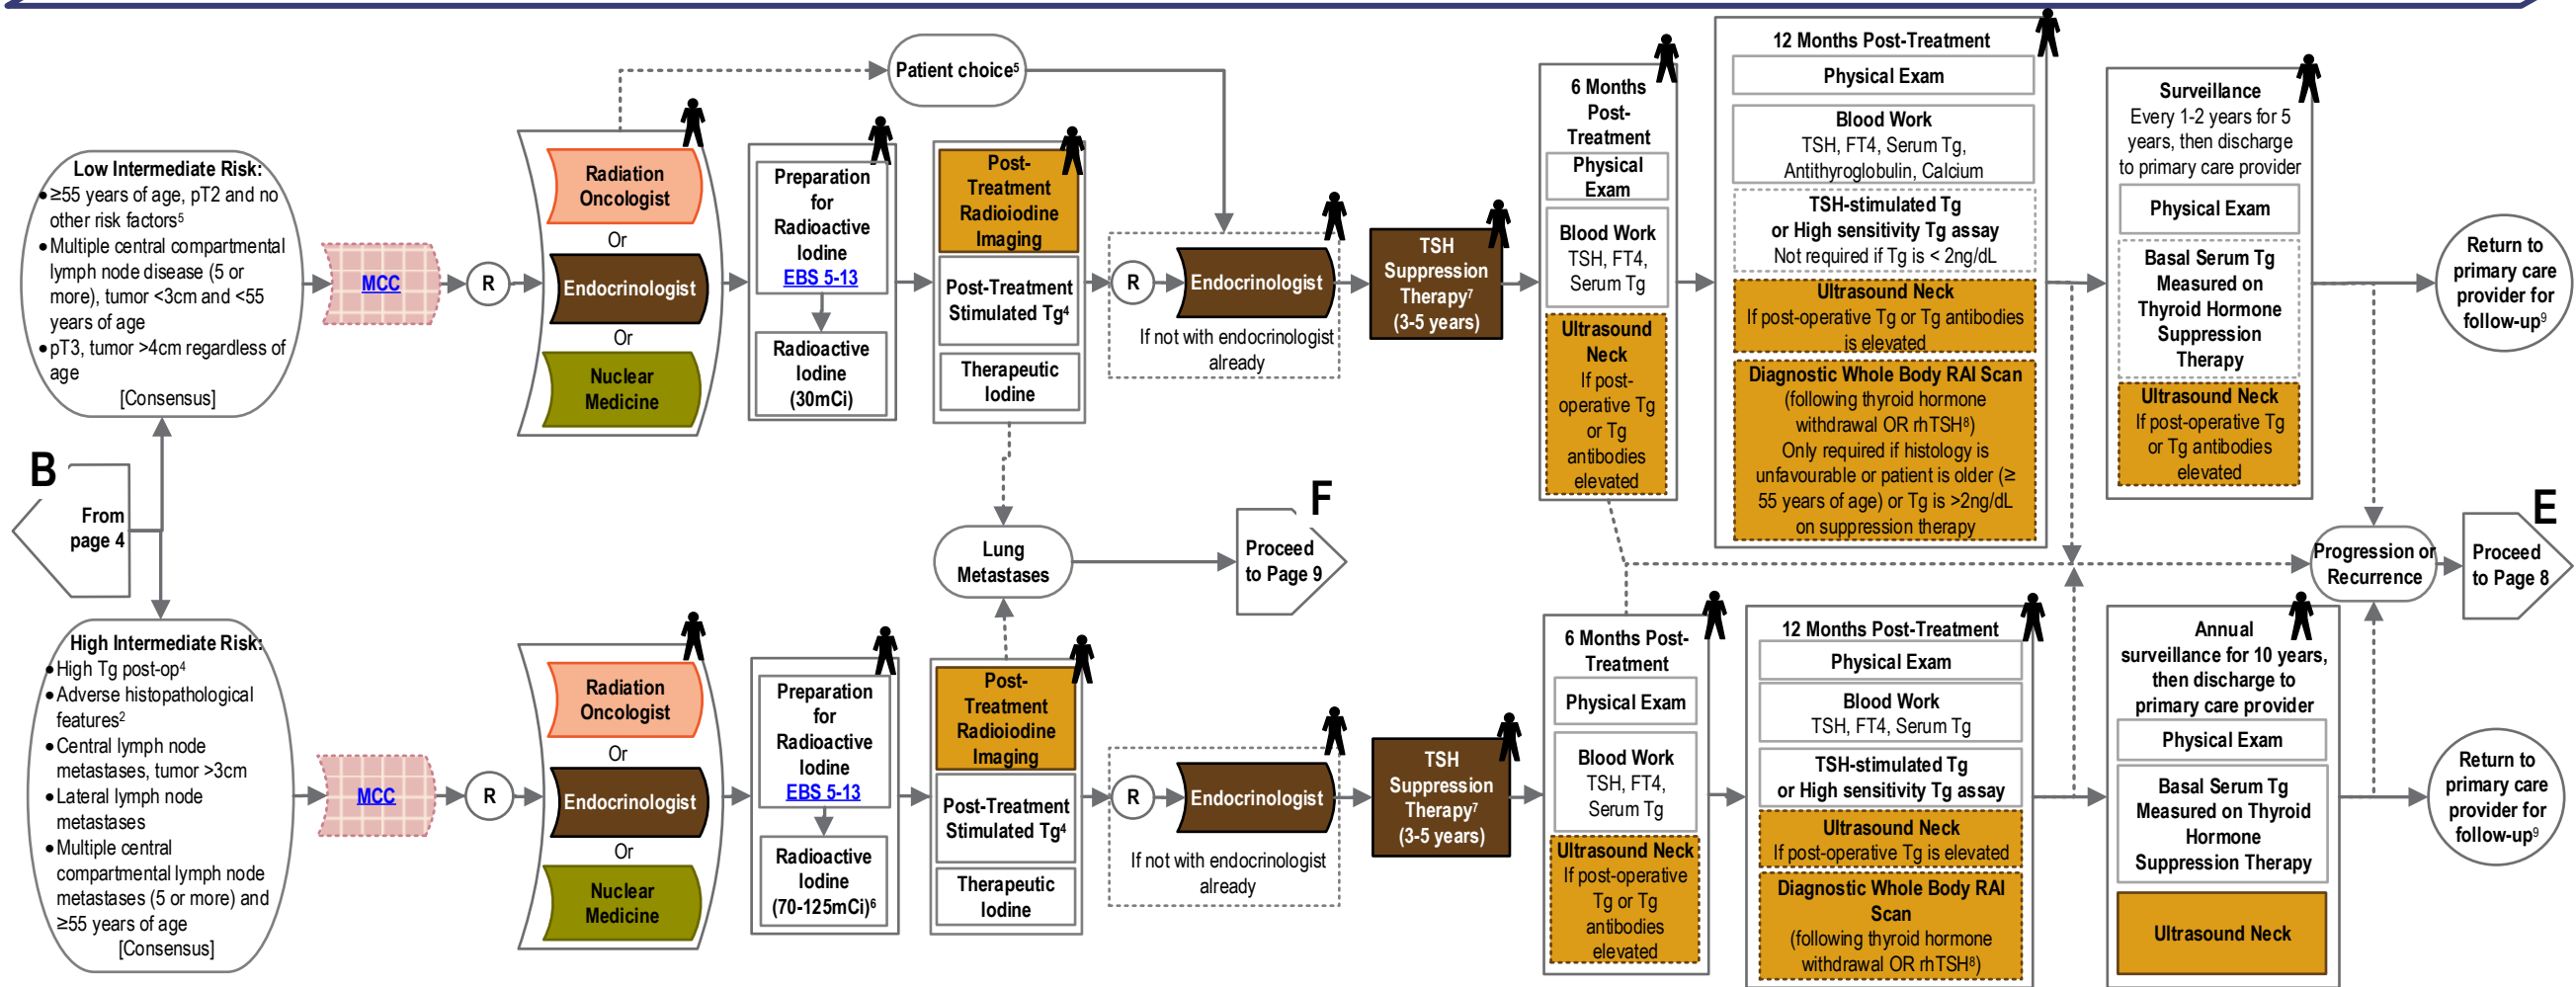 Patient choice⁵
Low Intermediate Risk:
• ≥55 years of age, pT2 and no
other risk factors⁵
• Multiple central compartmental
lymph node disease (5 or
more), tumor <3cm and <55
years of age
• pT3, tumor >4cm regardless of
age
[Consensus]
MCC
R
Radiation
Oncologist
Or
Endocrinologist
Or
Nuclear
Medicine
Preparation
for
Radioactive
Iodine
EBS 5-13
Radioactive
Iodine
(30mCi)
Post-
Treatment
Radioiodine
Imaging
Post-Treatment
Stimulated Tg⁴
Therapeutic
Iodine
R
Endocrinologist
If not with endocrinologist
already
TSH
Suppression
Therapy⁷
(3-5 years)
6 Months
Post-
Treatment
Physical
Exam
Blood Work
TSH, FT4,
Serum Tg
Ultrasound
Neck
If post-
operative Tg
or Tg
antibodies
elevated
12 Months Post-Treatment
Physical Exam
Blood Work
TSH, FT4, Serum Tg,
Antithyroglobulin, Calcium
TSH-stimulated Tg
or High sensitivity Tg assay
Not required if Tg is < 2ng/dL
Ultrasound Neck
If post-operative Tg or Tg antibodies
is elevated
Diagnostic Whole Body RAI Scan
(following thyroid hormone
withdrawal OR rhTSH⁸)
Only required if histology is
unfavourable or patient is older (≥
55 years of age) or Tg is >2ng/dL
on suppression therapy
Surveillance
Every 1-2 years for 5
years, then discharge
to primary care provider
Physical Exam
Basal Serum Tg
Measured on
Thyroid Hormone
Suppression
Therapy
Ultrasound Neck
If post-operative Tg
or Tg antibodies
elevated
Return to
primary care
provider for
follow-up⁹
B
From
page 4
Lung
Metastases
F
Proceed
to Page 9
Progression or
Recurrence
E
Proceed
to Page 8
High Intermediate Risk:
• High Tg post-op⁴
• Adverse histopathological
features²
• Central lymph node
metastases, tumor >3cm
• Lateral lymph node
metastases
• Multiple central
compartmental lymph node
metastases (5 or more) and
≥55 years of age
[Consensus]
MCC
R
Radiation
Oncologist
Or
Endocrinologist
Or
Nuclear
Medicine
Preparation
for
Radioactive
Iodine
EBS 5-13
Radioactive
Iodine
(70-125mCi)⁶
Post-
Treatment
Radioiodine
Imaging
Post-Treatment
Stimulated Tg⁴
Therapeutic
Iodine
R
Endocrinologist
If not with endocrinologist
already
TSH
Suppression
Therapy⁷
(3-5 years)
6 Months Post-
Treatment
Physical Exam
Blood Work
TSH, FT4,
Serum Tg
Ultrasound Neck
If post-operative
Tg or Tg
antibodies
elevated
12 Months Post-Treatment
Physical Exam
Blood Work
TSH, FT4, Serum Tg
TSH-stimulated Tg
or High sensitivity Tg assay
Ultrasound Neck
If post-operative Tg is elevated
Diagnostic Whole Body RAI
Scan
(following thyroid hormone
withdrawal OR rhTSH⁸)
Annual
surveillance for 10 years,
then discharge to
primary care provider
Physical Exam
Basal Serum Tg
Measured on Thyroid
Hormone
Suppression Therapy
Ultrasound Neck
Return to
primary care
provider for
follow-up⁹